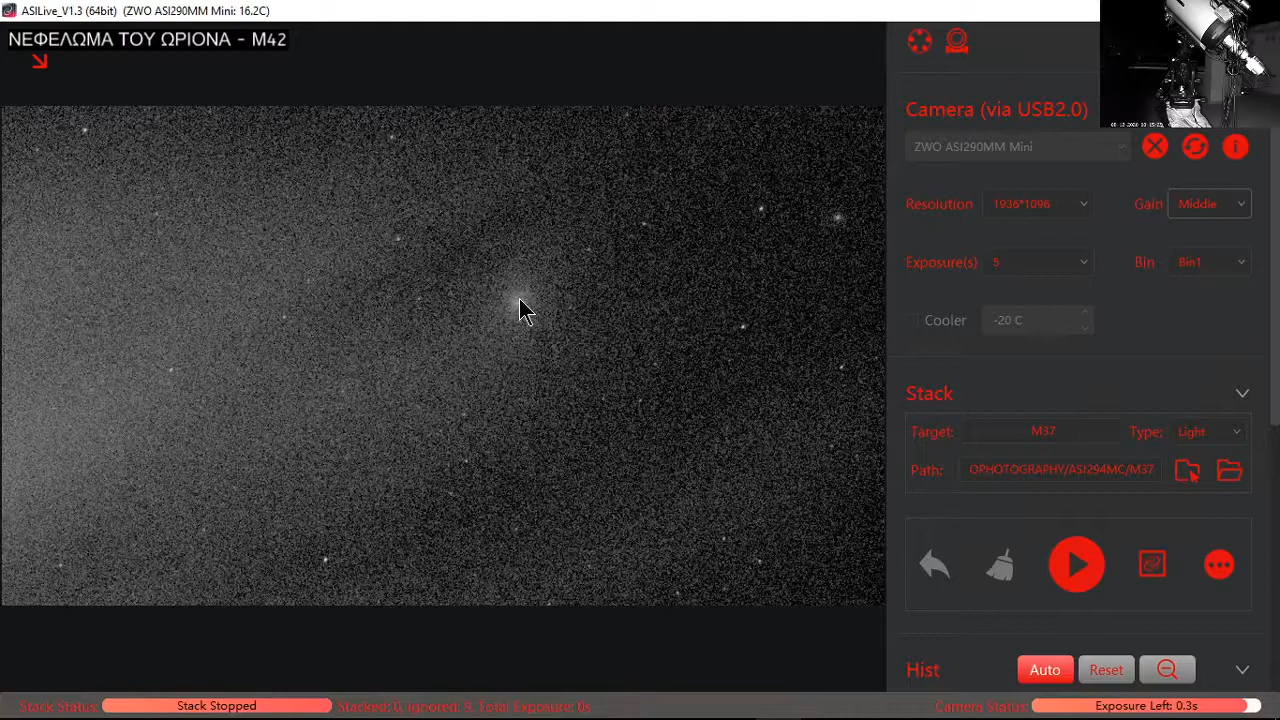 ASILive_V1.3 (64bit) (ZWO ASI290MM Mini: 16.2C)
ΝΕΦΕΛΩΜΑ ΤΟΥ ΩΡΙΟΝΑ - M42
Camera (via USB2.0)
ZWO ASI290MM Mini
Resolution 1936*1096 Gain Middle
Exposure(s) 5 Bin Bin1
Cooler -20 C
Stack
Target: M37 Type: Light
Path: OPHOTOGRAPHY/ASI294MC/M37
Hist Auto Reset
Stack Status: Stack Stopped Stacked: 0, Ignored: 9, Total Exposure: 0s Camera Status: Exposure Left: 0.3s